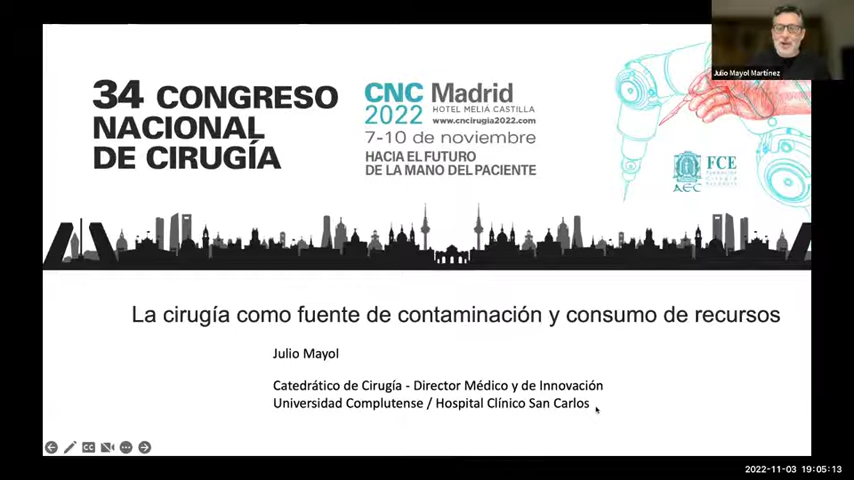 Julio Mayol Martínez
34 CONGRESO
NACIONAL
DE CIRUGÍA
CNC Madrid
2022 HOTEL MELIÁ CASTILLA
www.cncirugia2022.com
7-10 de noviembre
HACIA EL FUTURO
DE LA MANO DEL PACIENTE
AEC
FCE
La cirugía como fuente de contaminación y consumo de recursos
Julio Mayol
Catedrático de Cirugía - Director Médico y de Innovación
Universidad Complutense / Hospital Clínico San Carlos
2022-11-03 19:05:13